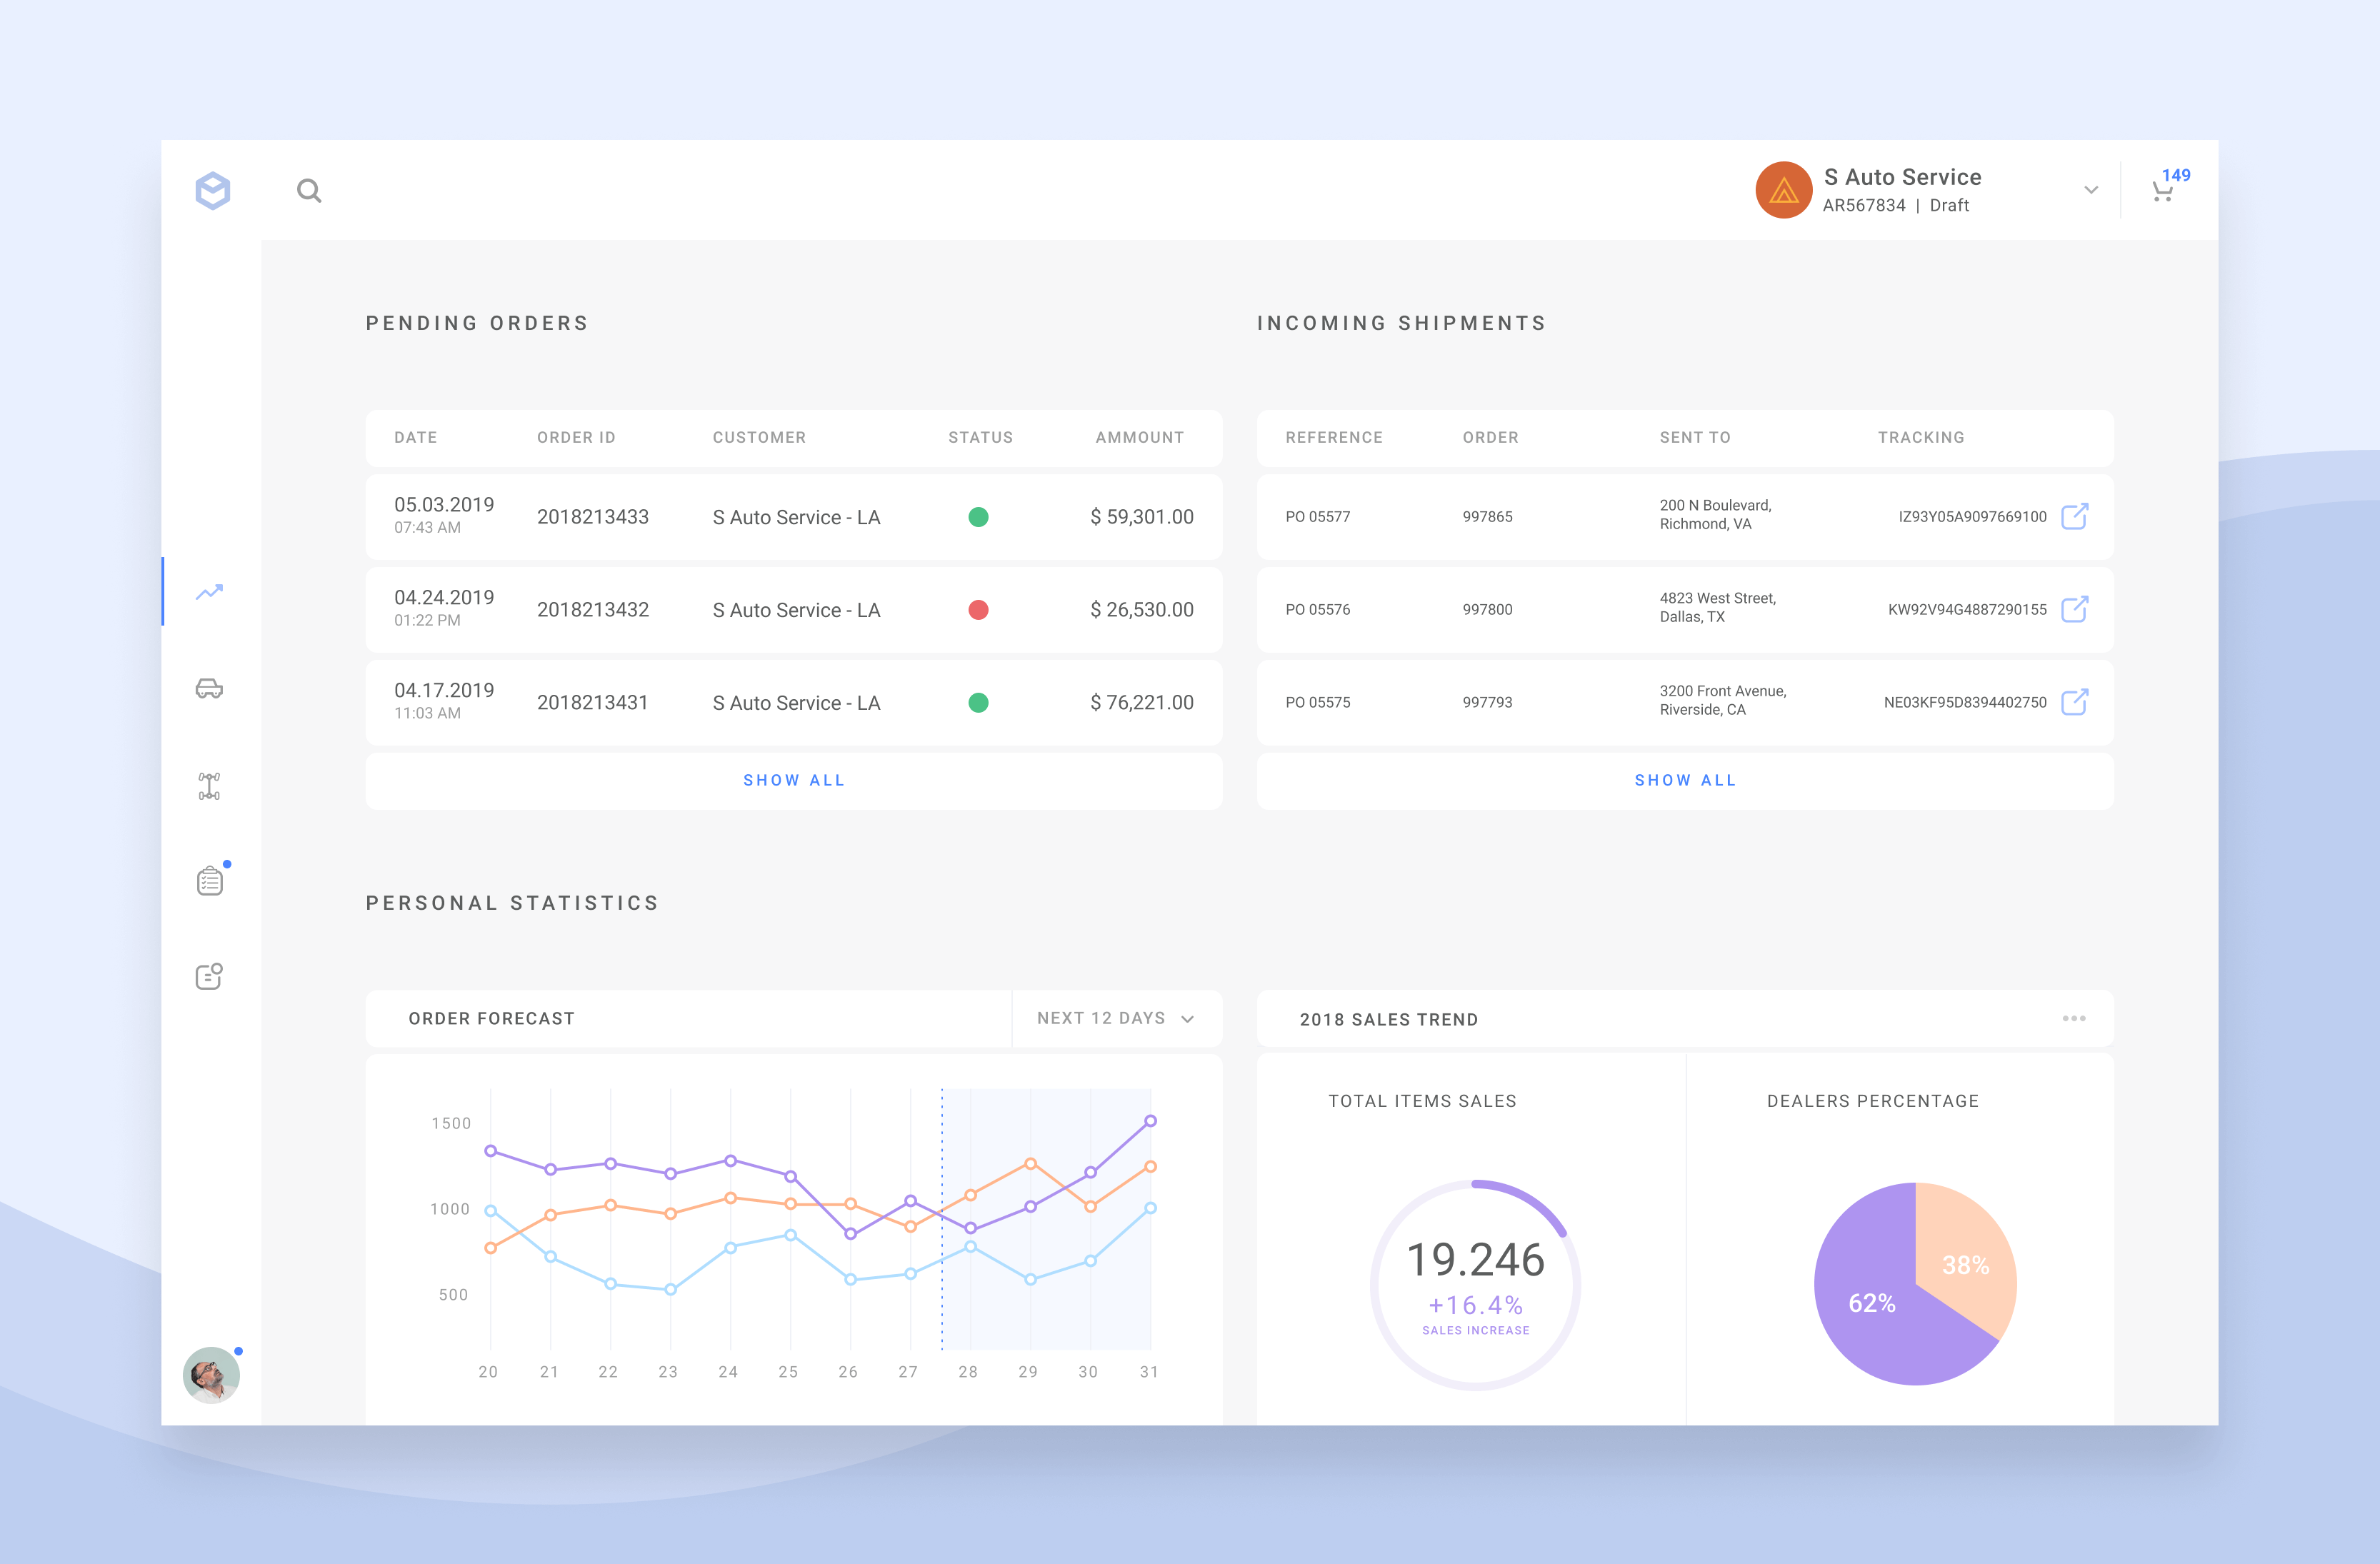 S Auto Service
AR567834 | Draft
149
PENDING ORDERS
DATE ORDER ID CUSTOMER STATUS AMMOUNT
05.03.2019
07:43 AM
2018213433 S Auto Service - LA $ 59,301.00
04.24.2019
01:22 PM
2018213432 S Auto Service - LA $ 26,530.00
04.17.2019
11:03 AM
2018213431 S Auto Service - LA $ 76,221.00
SHOW ALL
INCOMING SHIPMENTS
REFERENCE ORDER SENT TO TRACKING
PO 05577 997865
200 N Boulevard,
Richmond, VA
IZ93Y05A9097669100
PO 05576 997800
4823 West Street,
Dallas, TX
KW92V94G4887290155
PO 05575 997793
3200 Front Avenue,
Riverside, CA
NE03KF95D8394402750
SHOW ALL
PERSONAL STATISTICS
ORDER FORECAST NEXT 12 DAYS
1500
1000
500
20 21 22 23 24 25 26 27 28 29 30 31
2018 SALES TREND
TOTAL ITEMS SALES
19.246
+16.4%
SALES INCREASE
DEALERS PERCENTAGE
38%
62%